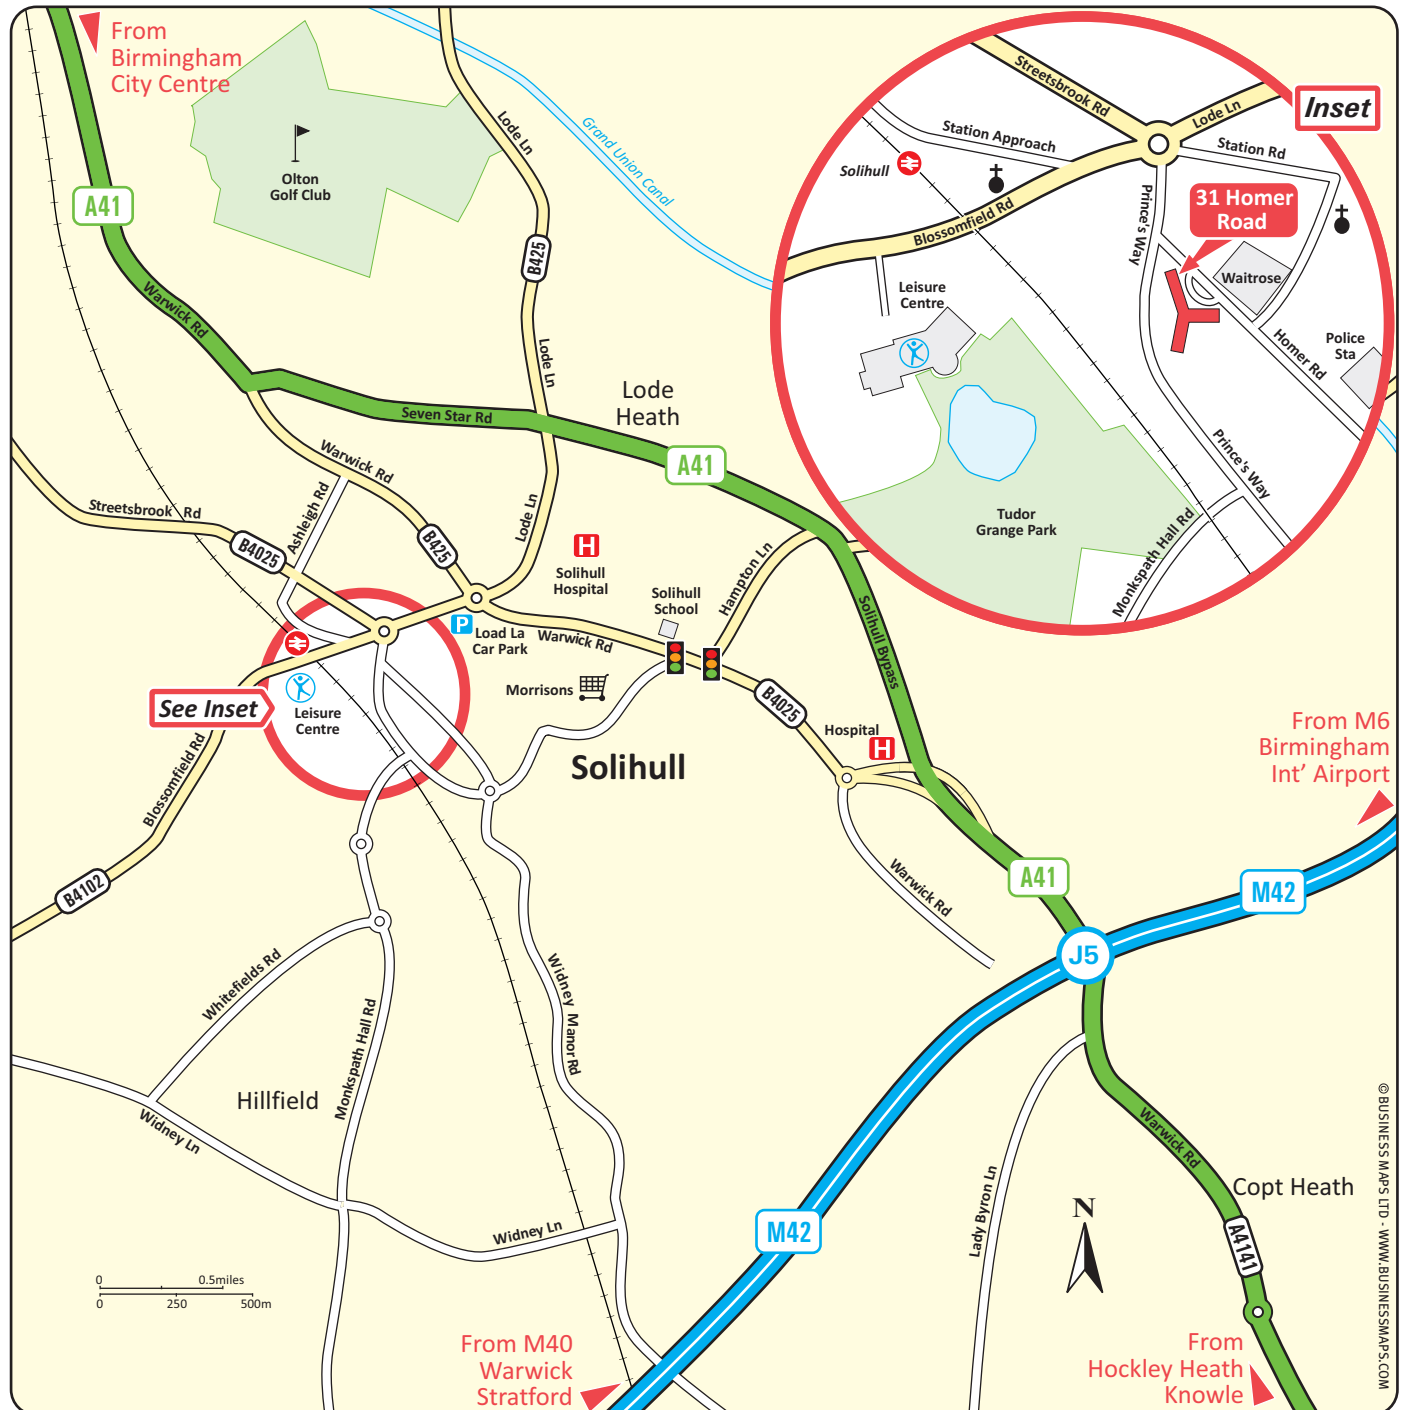 From
Birmingham
City Centre
Olton
Golf Club
A41
Warwick Rd
Lode Ln
Grand Union Canal
B425
Lode Ln
Seven Star Rd
Lode
Heath
A41
Warwick Rd
Streetsbrook Rd
B4025
Ashleigh Rd
B425
Lode Ln
H
Solihull
Hospital
Solihull
School
Hampton Ln
Solihull Bypass
P
Load La
Car Park
Warwick Rd
Morrisons
B4025
Hospital
H
See Inset
Leisure
Centre
Blossomfield Rd
B4102
Solihull
Warwick Rd
A41
J5
M42
From M6
Birmingham
Int' Airport
Whitefields Rd
Monkspath Hall Rd
Widney Manor Rd
Hillfield
Widney Ln
Widney Ln
M42
Lady Byron Ln
N
Warwick Rd
Copt Heath
A4141
0 0.5miles
0 250 500m
From M40
Warwick
Stratford
From
Hockley Heath
Knowle
©BUSINESS MAPS LTD - WWW.BUSINESSMAPS.COM
Inset
Streetsbrook Rd
Lode Ln
Station Approach
Station Rd
Solihull
Blossomfield Rd
Prince's Way
31 Homer
Road
Waitrose
Leisure
Centre
Homer Rd
Police
Sta
Tudor
Grange Park
Prince's Way
Monkspath Hall Rd